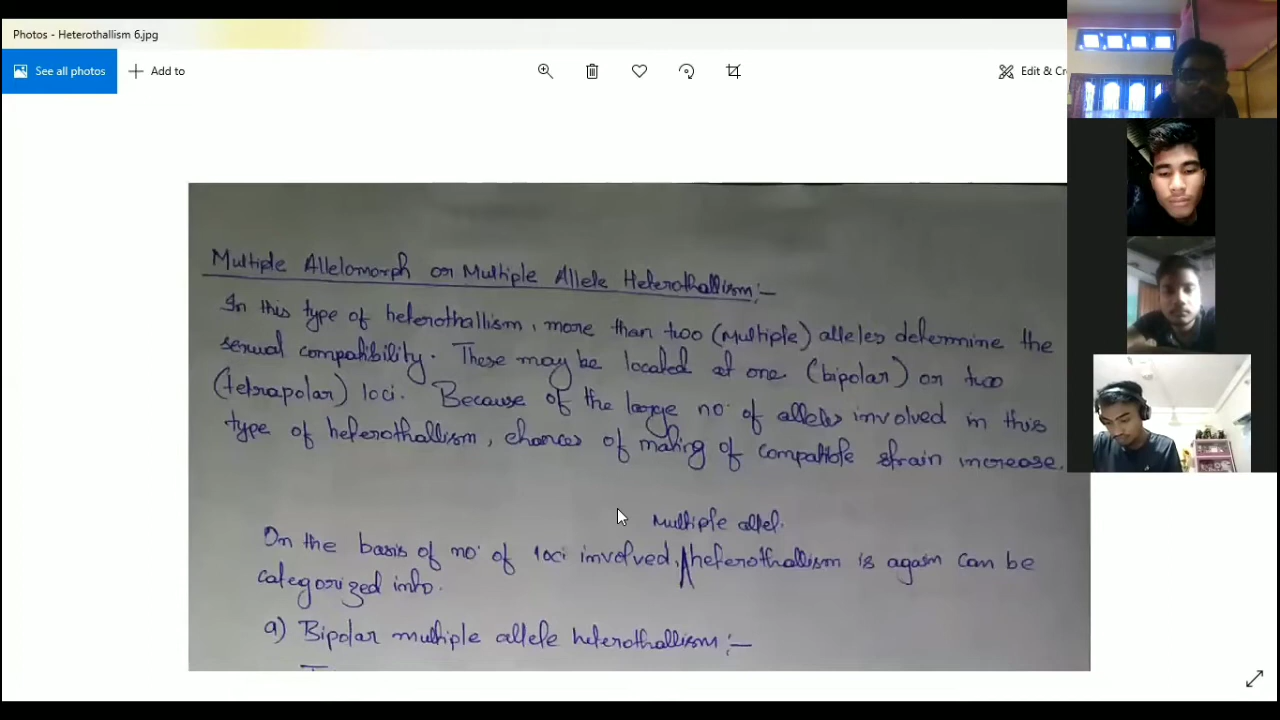 Photos - Heterothallism 6.jpg
See all photos
Add to
Edit & Cr
Multiple Allelomorph or Multiple Allele Heterothallism:-
In this type of heterothallism, more than two (Multiple) alleles determine the
sexual compatibility. These may be located at one (bipolar) or two
(tetrapolar) loci. Because of the large no. of alleles involved in this
type of heterothallism, chances of making of compatible strain increase.
Multiple allel.
On the basis of no. of loci involved, heterothallism is again can be
categorized into.
a) Bipolar multiple allele heterothallism:-